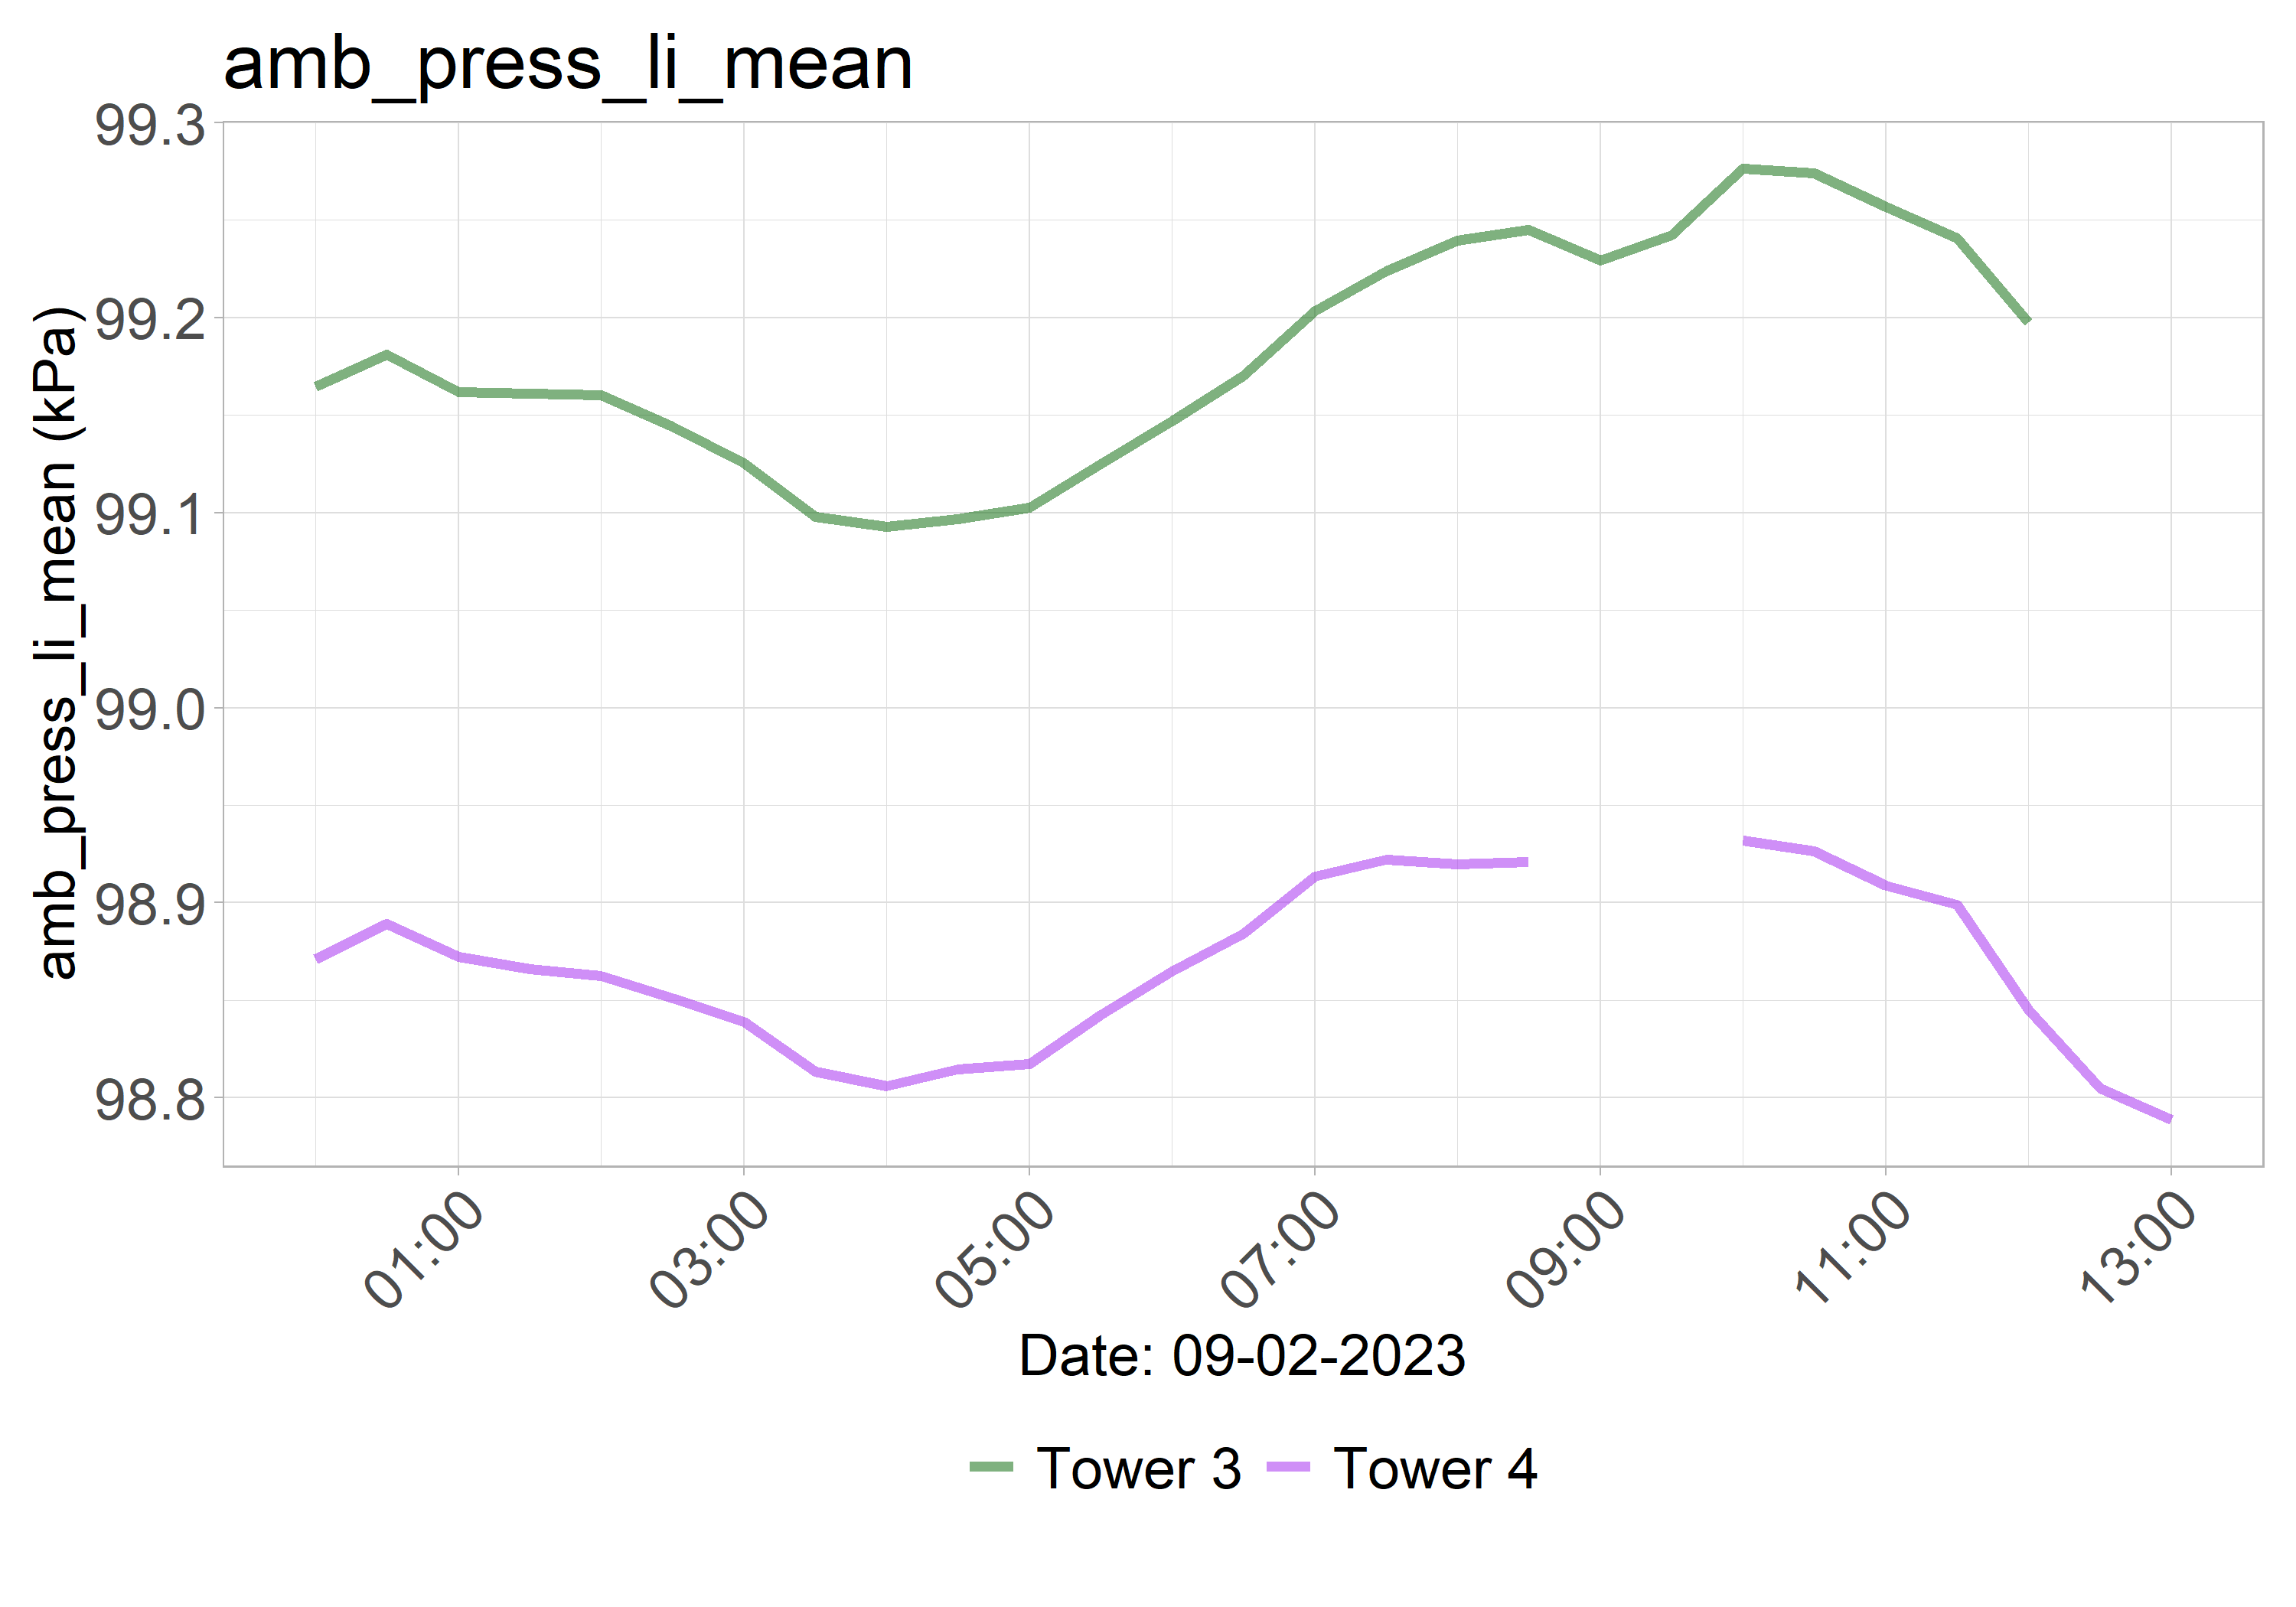 amb_press_li_mean
amb_press_li_mean (kPa)
99.3
99.2
99.1
99.0
98.9
98.8
01:00
03:00
05:00
07:00
09:00
11:00
13:00
Date: 09-02-2023
Tower 3
Tower 4